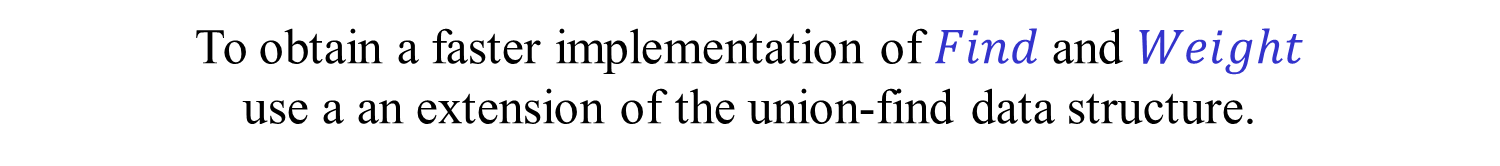 To obtain a faster implementation of Find and Weight
use a an extension of the union-find data structure.